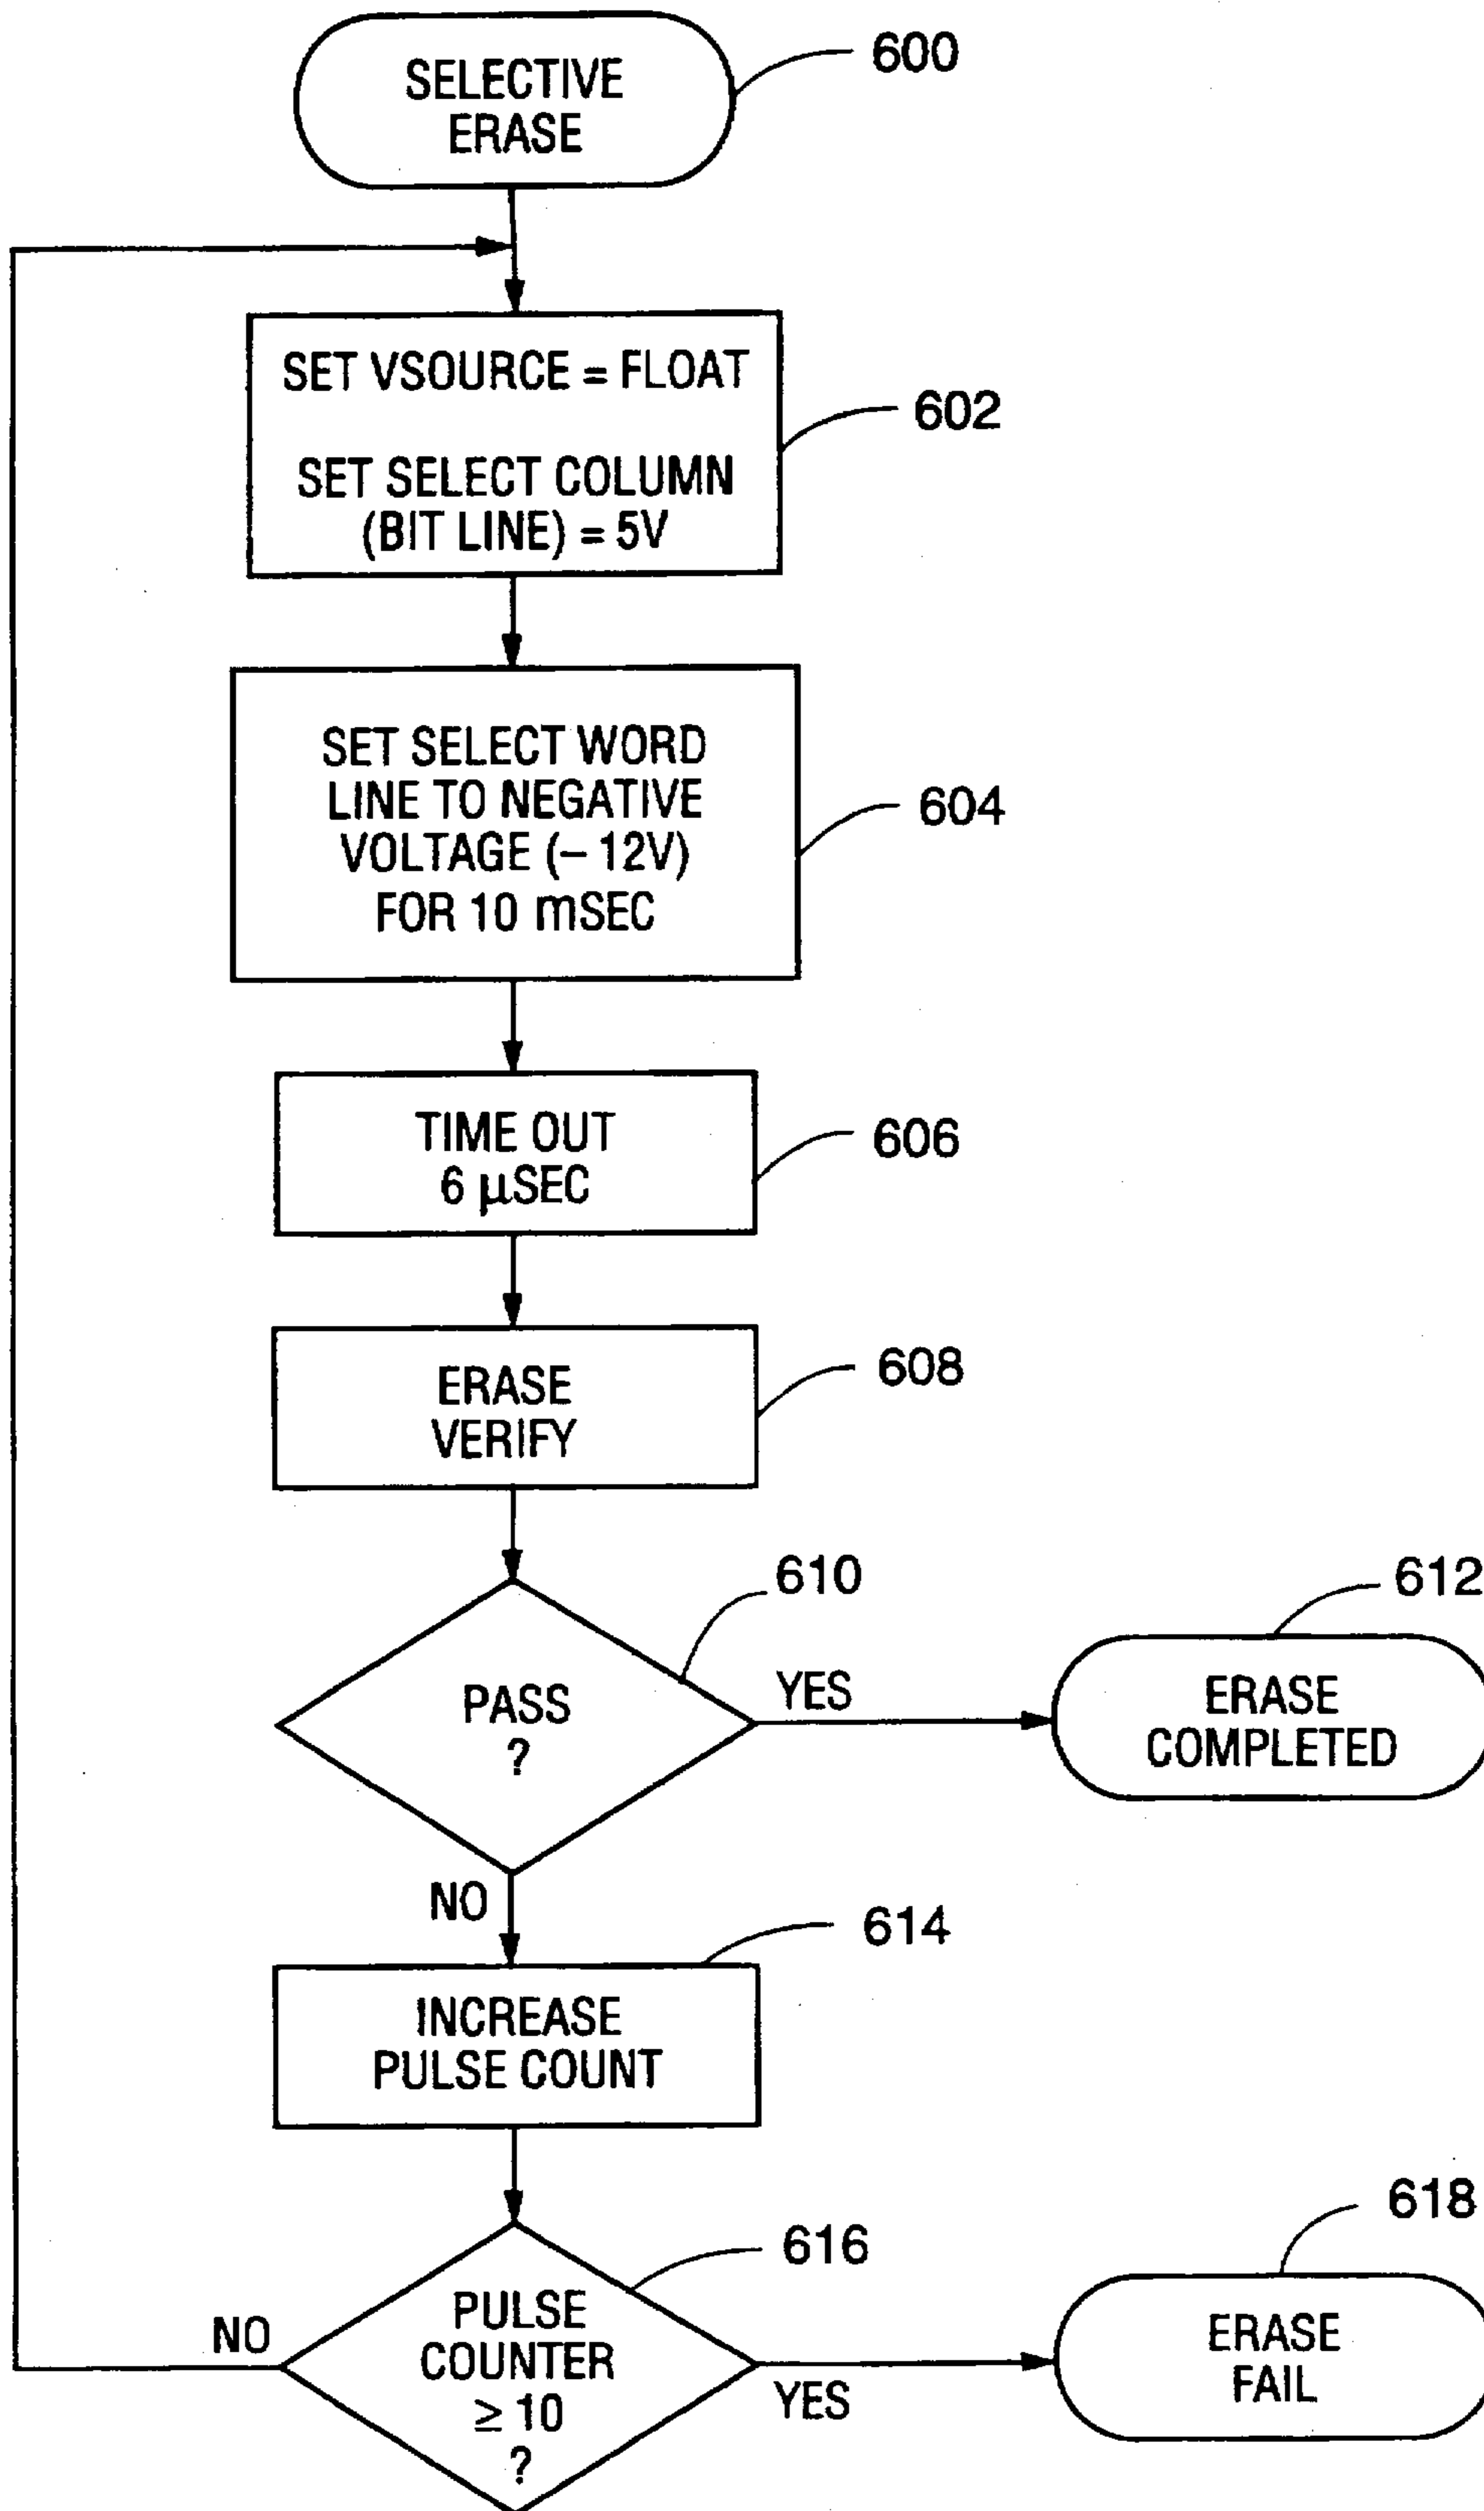 SELECTIVE
ERASE
600
SET VSOURCE = FLOAT
SET SELECT COLUMN
(BIT LINE) = 5V
602
SET SELECT WORD
LINE TO NEGATIVE
VOLTAGE (– 12V)
FOR 10 mSEC
604
TIME OUT
6 µSEC
606
ERASE
VERIFY
608
610
PASS
?
YES
612
ERASE
COMPLETED
NO
614
INCREASE
PULSE COUNT
616
PULSE
COUNTER
≥ 10
?
NO
YES
618
ERASE
FAIL